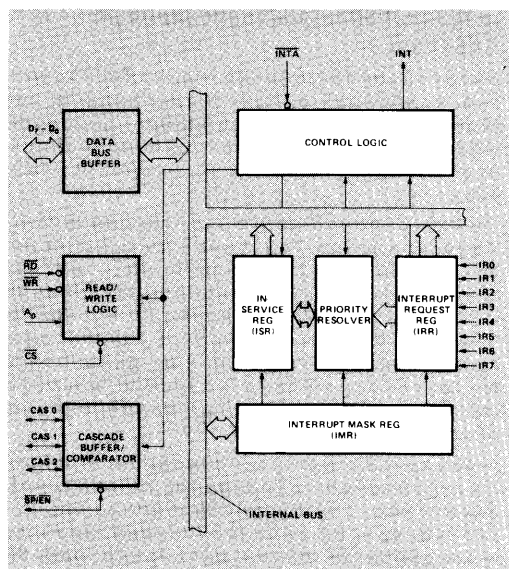 INTA
INT
D7 - D0
DATA
BUS
BUFFER
CONTROL LOGIC
RD
WR
A0
CS
READ/
WRITE
LOGIC
IN
SERVICE
REG
(ISR)
PRIORITY
RESOLVER
INTERRUPT
REQUEST
REG
(IRR)
IR0
IR1
IR2
IR3
IR4
IR5
IR6
IR7
CAS 0
CAS 1
CAS 2
CASCADE
BUFFER/
COMPARATOR
SP/EN
INTERRUPT MASK REG
(IMR)
INTERNAL BUS